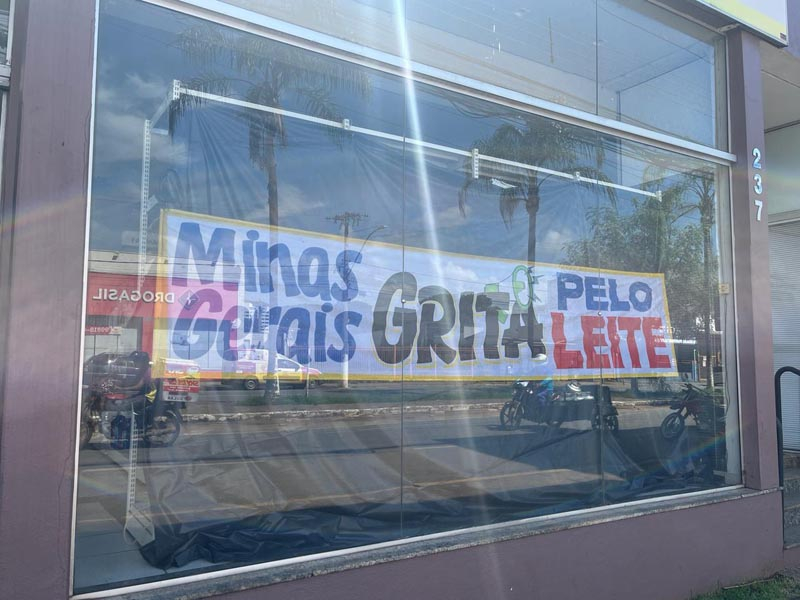 Minas
Gerais
GRITA
PELO
LEITE
DROGASIL
237